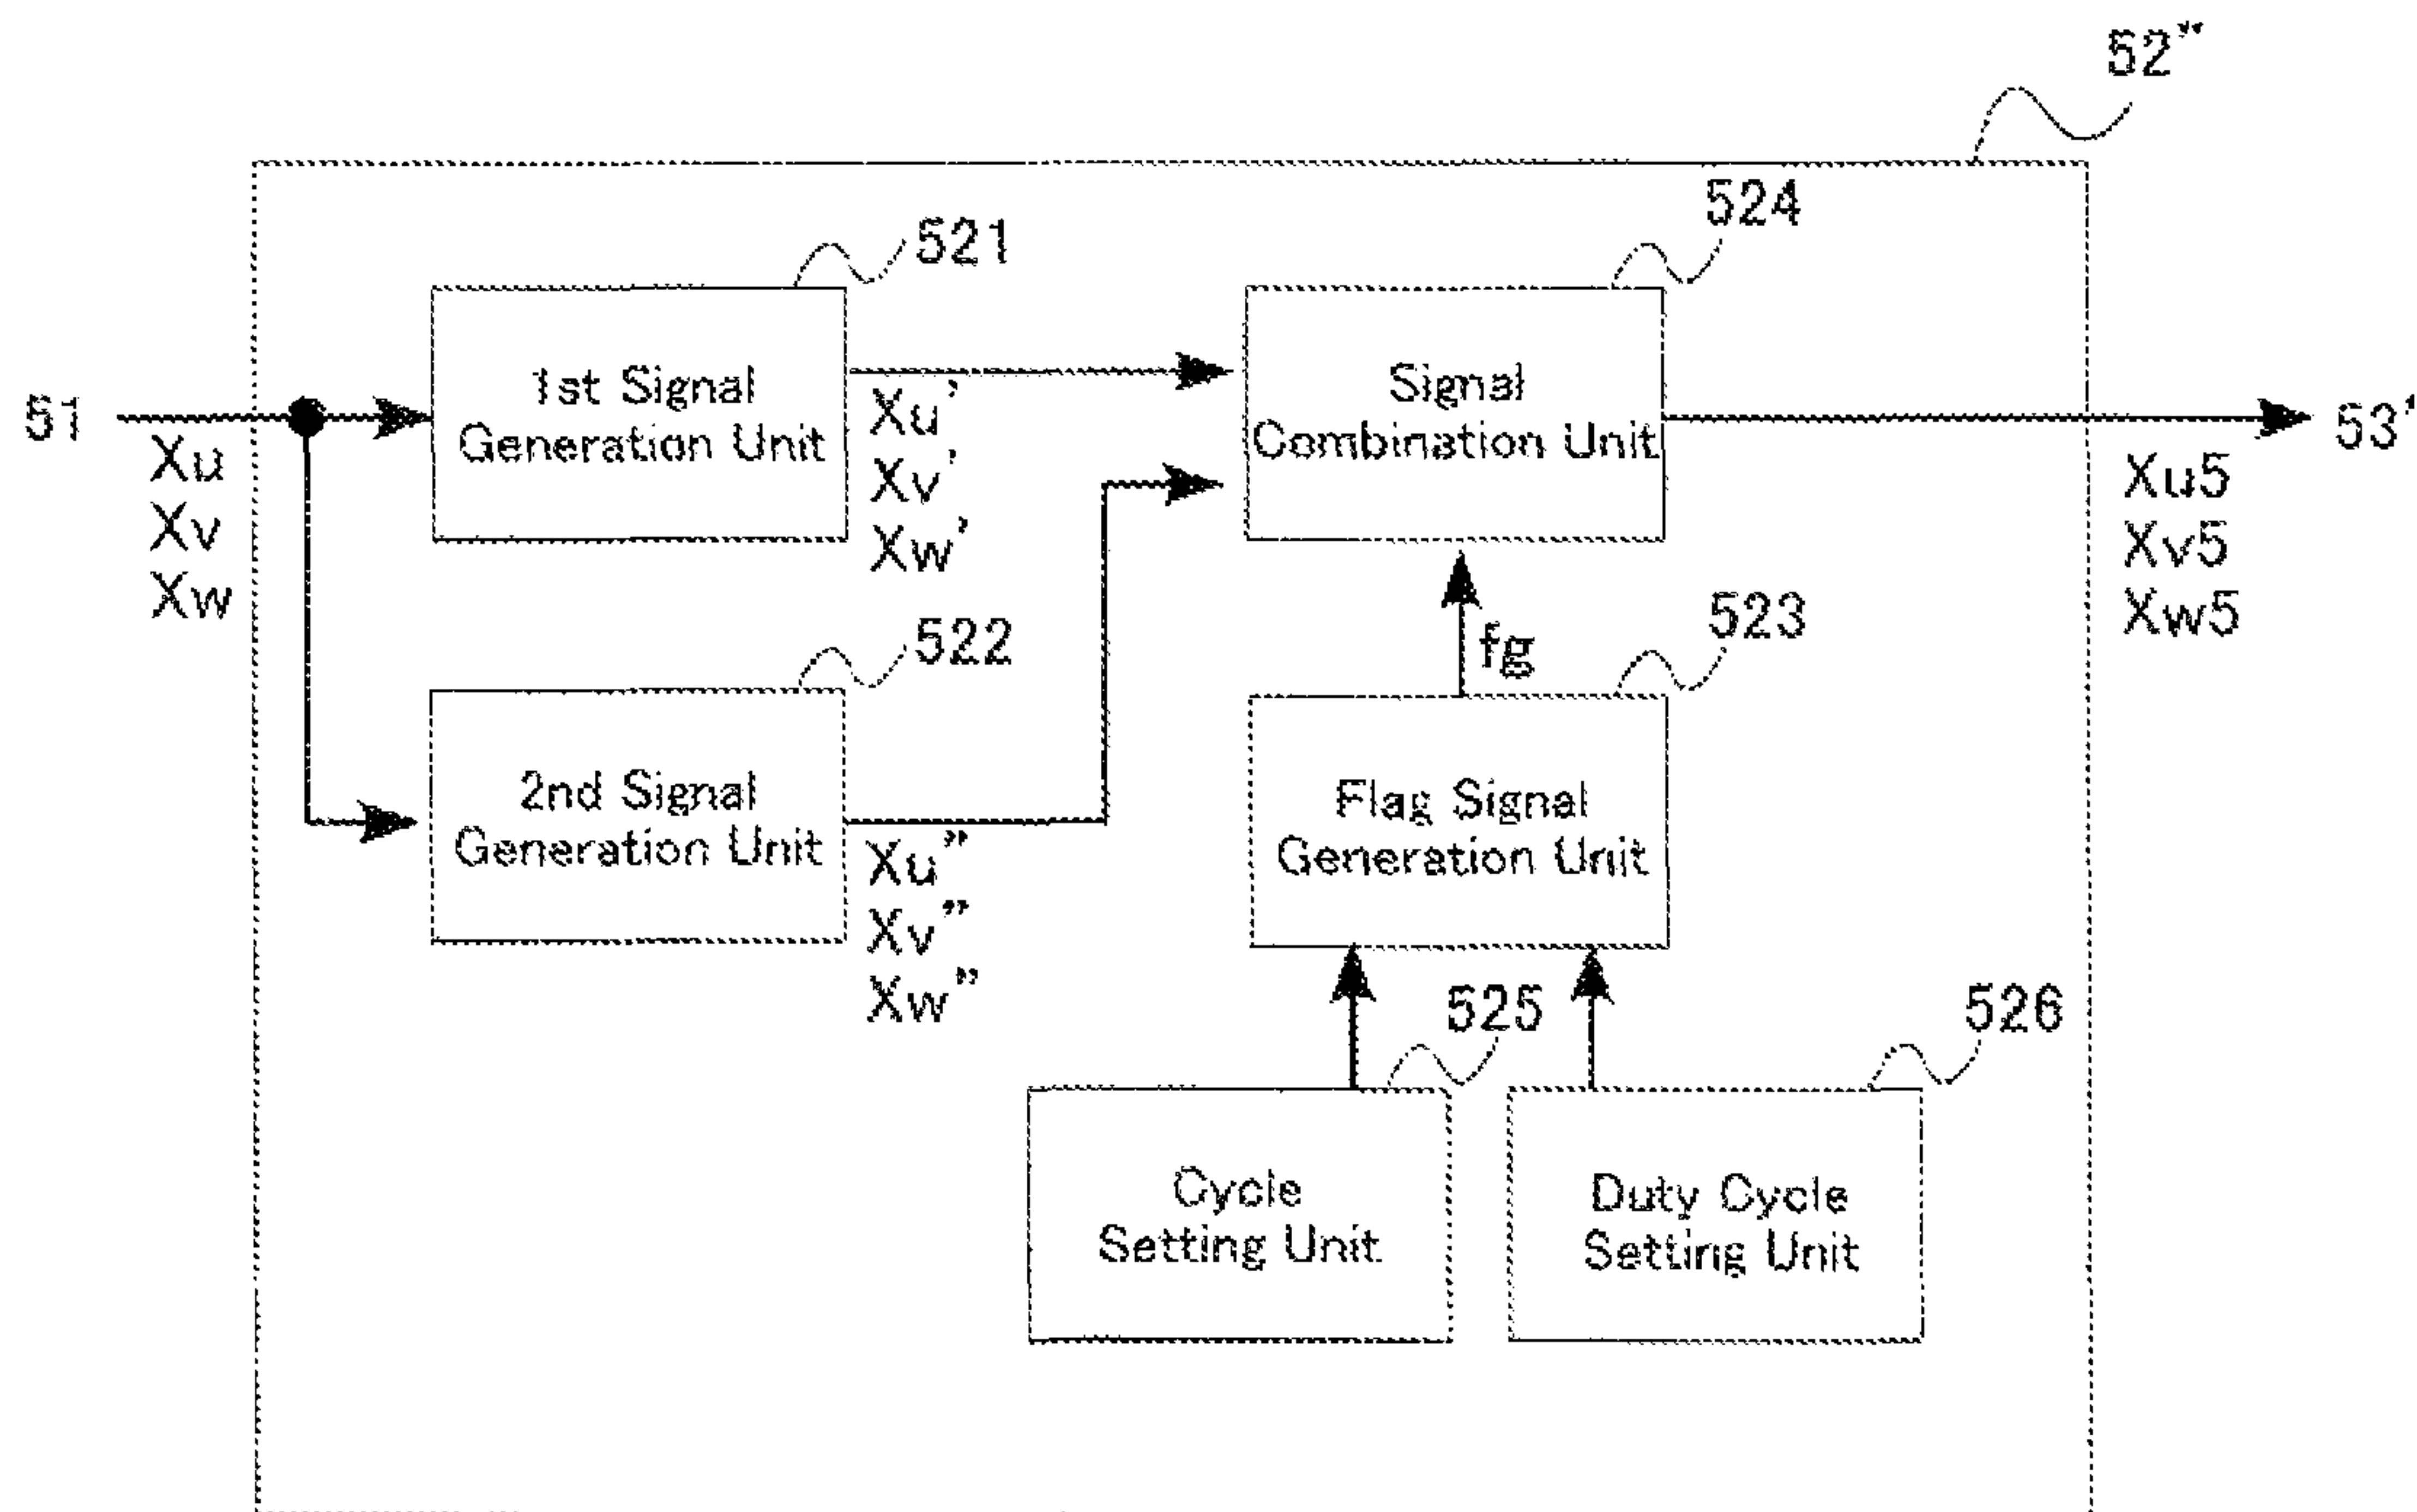 52"
524
521
1st Signal
Generation Unit
Signal
Combination Unit
51
Xu
Xv
Xw
Xu'
Xv'
Xw'
53'
Xu5
Xv5
Xw5
522
523
fg
2nd Signal
Generation Unit
Flag Signal
Generation Unit
Xu"
Xv"
Xw"
525
526
Cycle
Setting Unit
Duty Cycle
Setting Unit